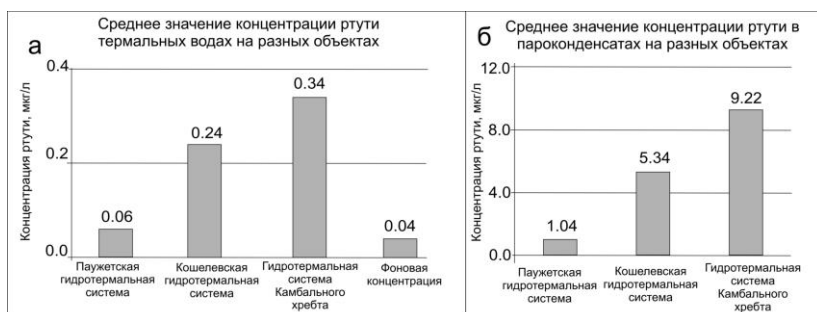 а
Среднее значение концентрации ртути
термальных водах на разных объектах
Концентрация ртути, мкг/л
0.4
0.2
0.0
0.06
0.24
0.34
0.04
Паужетская
гидротермальная
система
Кошелевская
гидротермальная
система
Гидротермальная
система
Камбального
хребта
Фоновая
концентрация
б
Среднее значение концентрации ртути в
пароконденсатах на разных объектах
Концентрация ртути, мкг/л
12.0
8.0
4.0
0.0
1.04
5.34
9.22
Паужетская
гидротермальная
система
Кошелевская
гидротермальная
система
Гидротермальная
система
Камбального
хребта